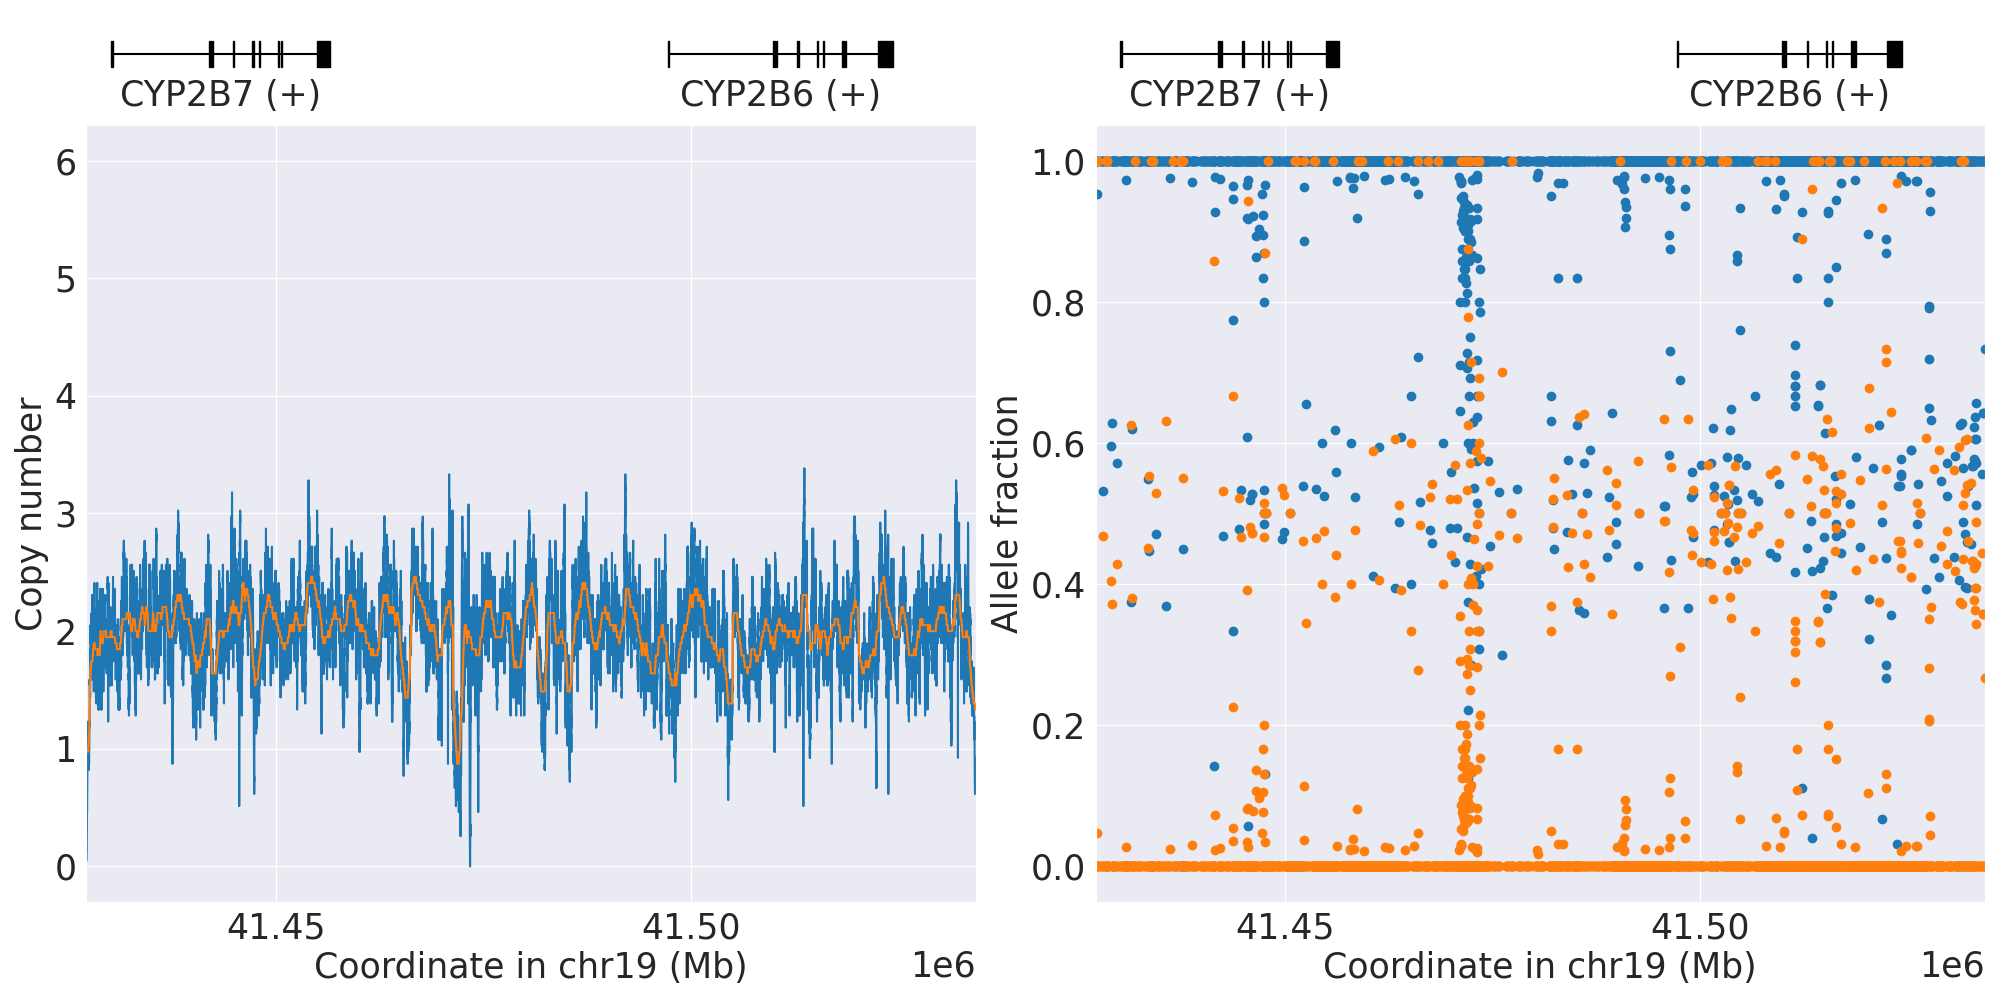 CYP2B7 (+)
CYP2B6 (+)
6
5
4
3
2
1
0
Copy number
41.45
41.50
Coordinate in chr19 (Mb)
1e6
CYP2B7 (+)
CYP2B6 (+)
1.0
0.8
0.6
0.4
0.2
0.0
Allele fraction
41.45
41.50
Coordinate in chr19 (Mb)
1e6